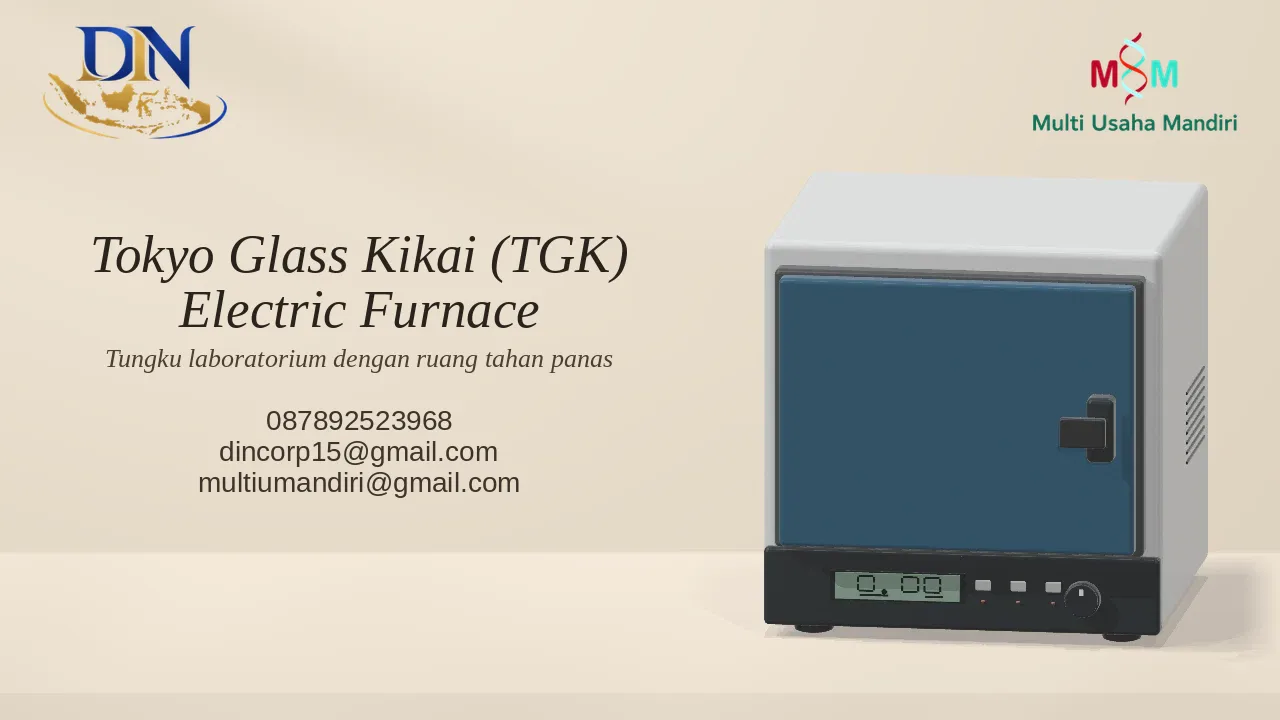 DIN
M M
Multi Usaha Mandiri
Tokyo Glass Kikai (TGK)
Electric Furnace
Tungku laboratorium dengan ruang tahan panas
087892523968
dincorp15@gmail.com
multiumandiri@gmail.com
0.00